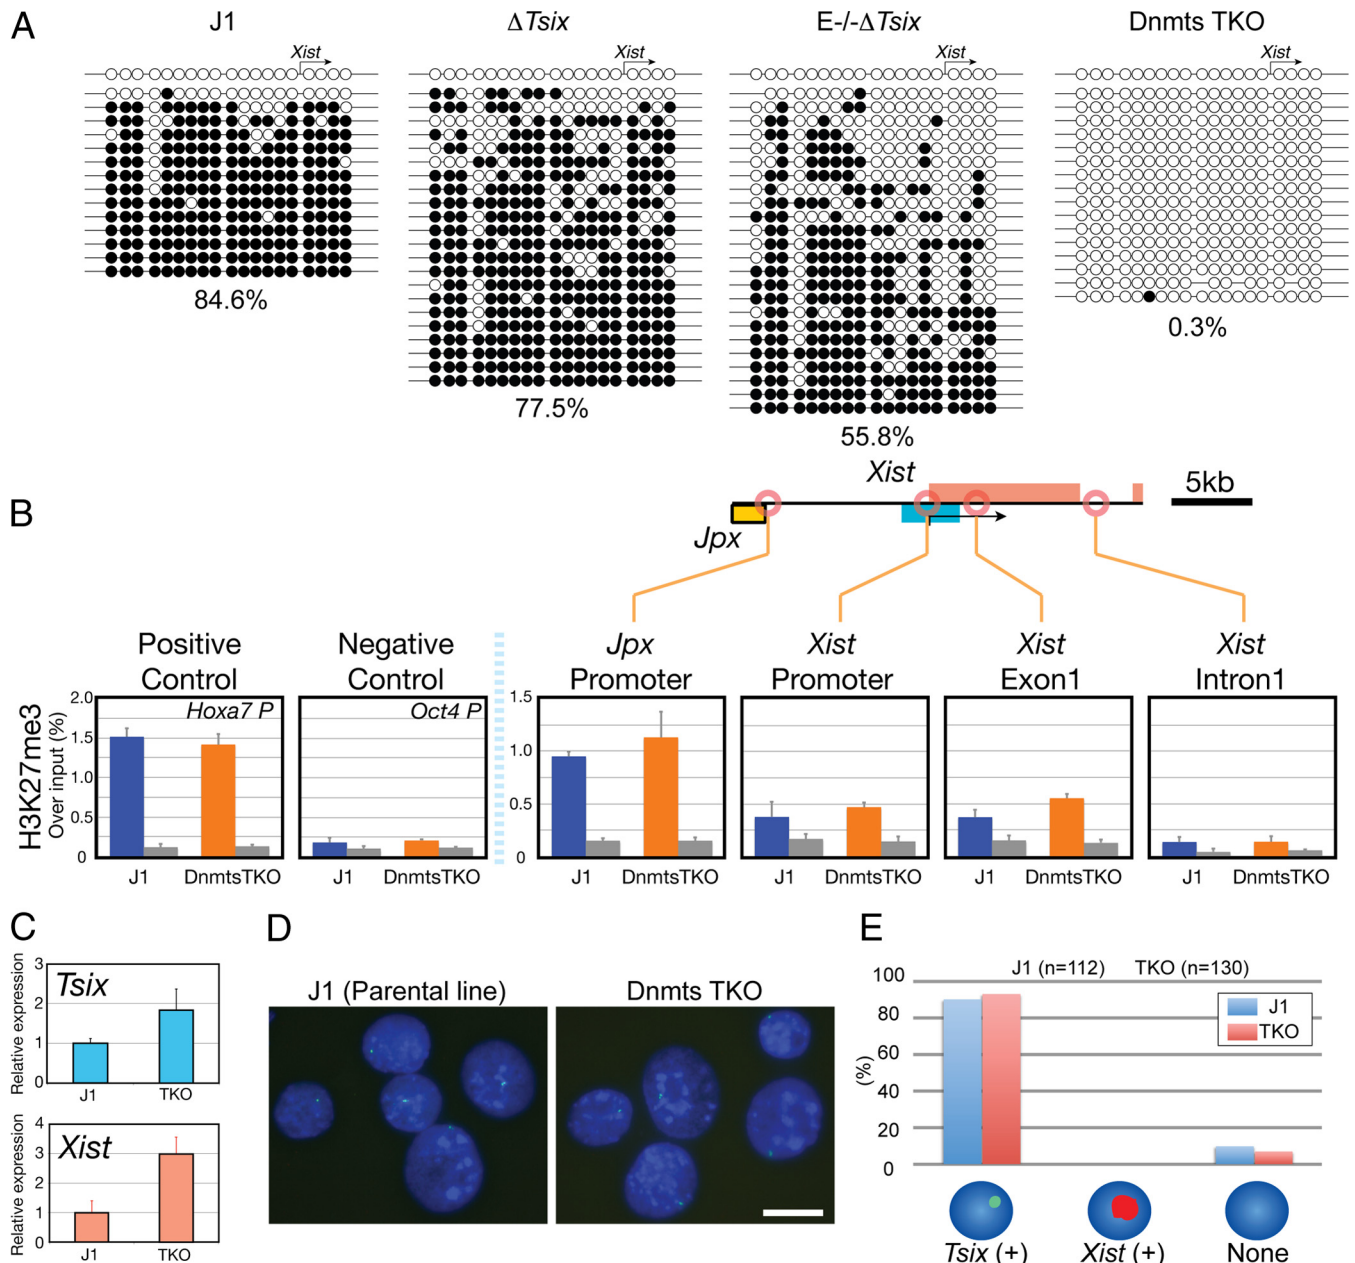 A
J1
ΔTsix
E-/-ΔTsix
Dnmts TKO
Xist
Xist
Xist
Xist
84.6%
77.5%
55.8%
0.3%
B
Xist
5kb
Jpx
Positive Control
Negative Control
Jpx Promoter
Xist Promoter
Xist Exon1
Xist Intron1
H3K27me3
Over input (%)
2.0
1.5
1.0
0.5
0
Hoxa7 P
Oct4 P
1.5
1.0
0.5
0
J1 DnmtsTKO
J1 DnmtsTKO
J1 DnmtsTKO
J1 DnmtsTKO
J1 DnmtsTKO
J1 DnmtsTKO
C
Relative expression
3
2
1
0
Tsix
J1 TKO
Relative expression
4
3
2
1
0
Xist
J1 TKO
D
J1 (Parental line)
Dnmts TKO
E
J1 (n=112) TKO (n=130)
(%)
100
80
60
40
20
0
J1
TKO
Tsix (+)
Xist (+)
None